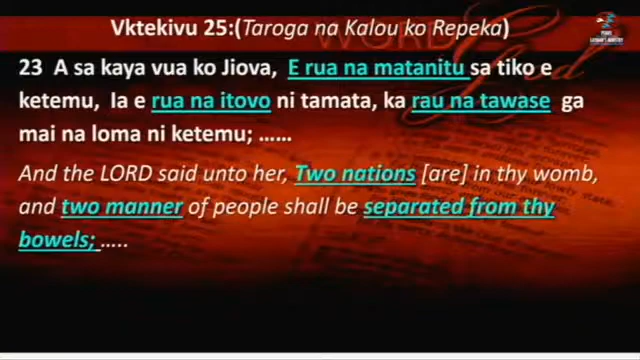 Vktekivu 25:(Taroga na Kalou ko Repeka)
23 A sa kaya vua ko Jiova, E rua na matanitu sa tiko e
ketemu, Ia e rua na itovo ni tamata, ka rau na tawase ga
mai na loma ni ketemu; ……
And the LORD said unto her, Two nations [are] in thy womb,
and two manner of people shall be separated from thy
bowels; …..